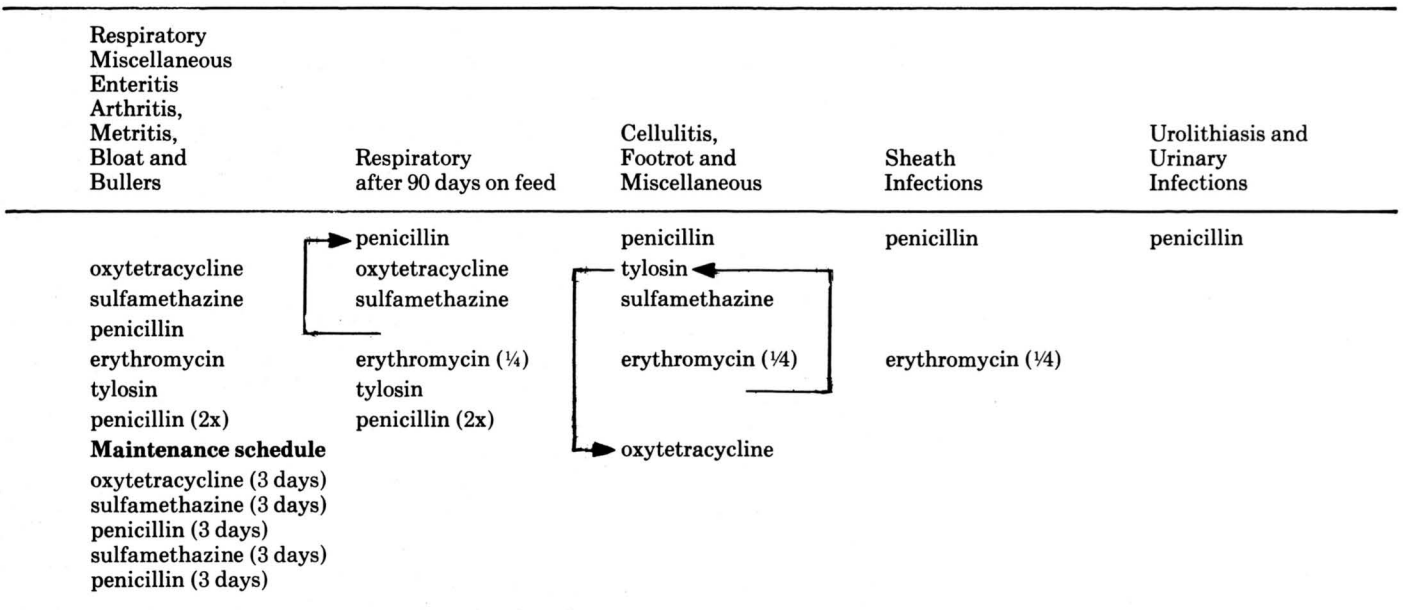 Respiratory
Miscellaneous
Enteritis
Arthritis,
Metritis,
Bloat and
Bullers
Respiratory
after 90 days on feed
Cellulitis,
Footrot and
Miscellaneous
Sheath
Infections
Urolithiasis and
Urinary
Infections
penicillin penicillin penicillin penicillin
oxytetracycline oxytetracycline tylosin
sulfamethazine sulfamethazine sulfamethazine
penicillin
erythromycin erythromycin (¼) erythromycin (¼) erythromycin (¼)
tylosin tylosin
penicillin (2x) penicillin (2x)
Maintenance schedule oxytetracycline
oxytetracycline (3 days)
sulfamethazine (3 days)
penicillin (3 days)
sulfamethazine (3 days)
penicillin (3 days)